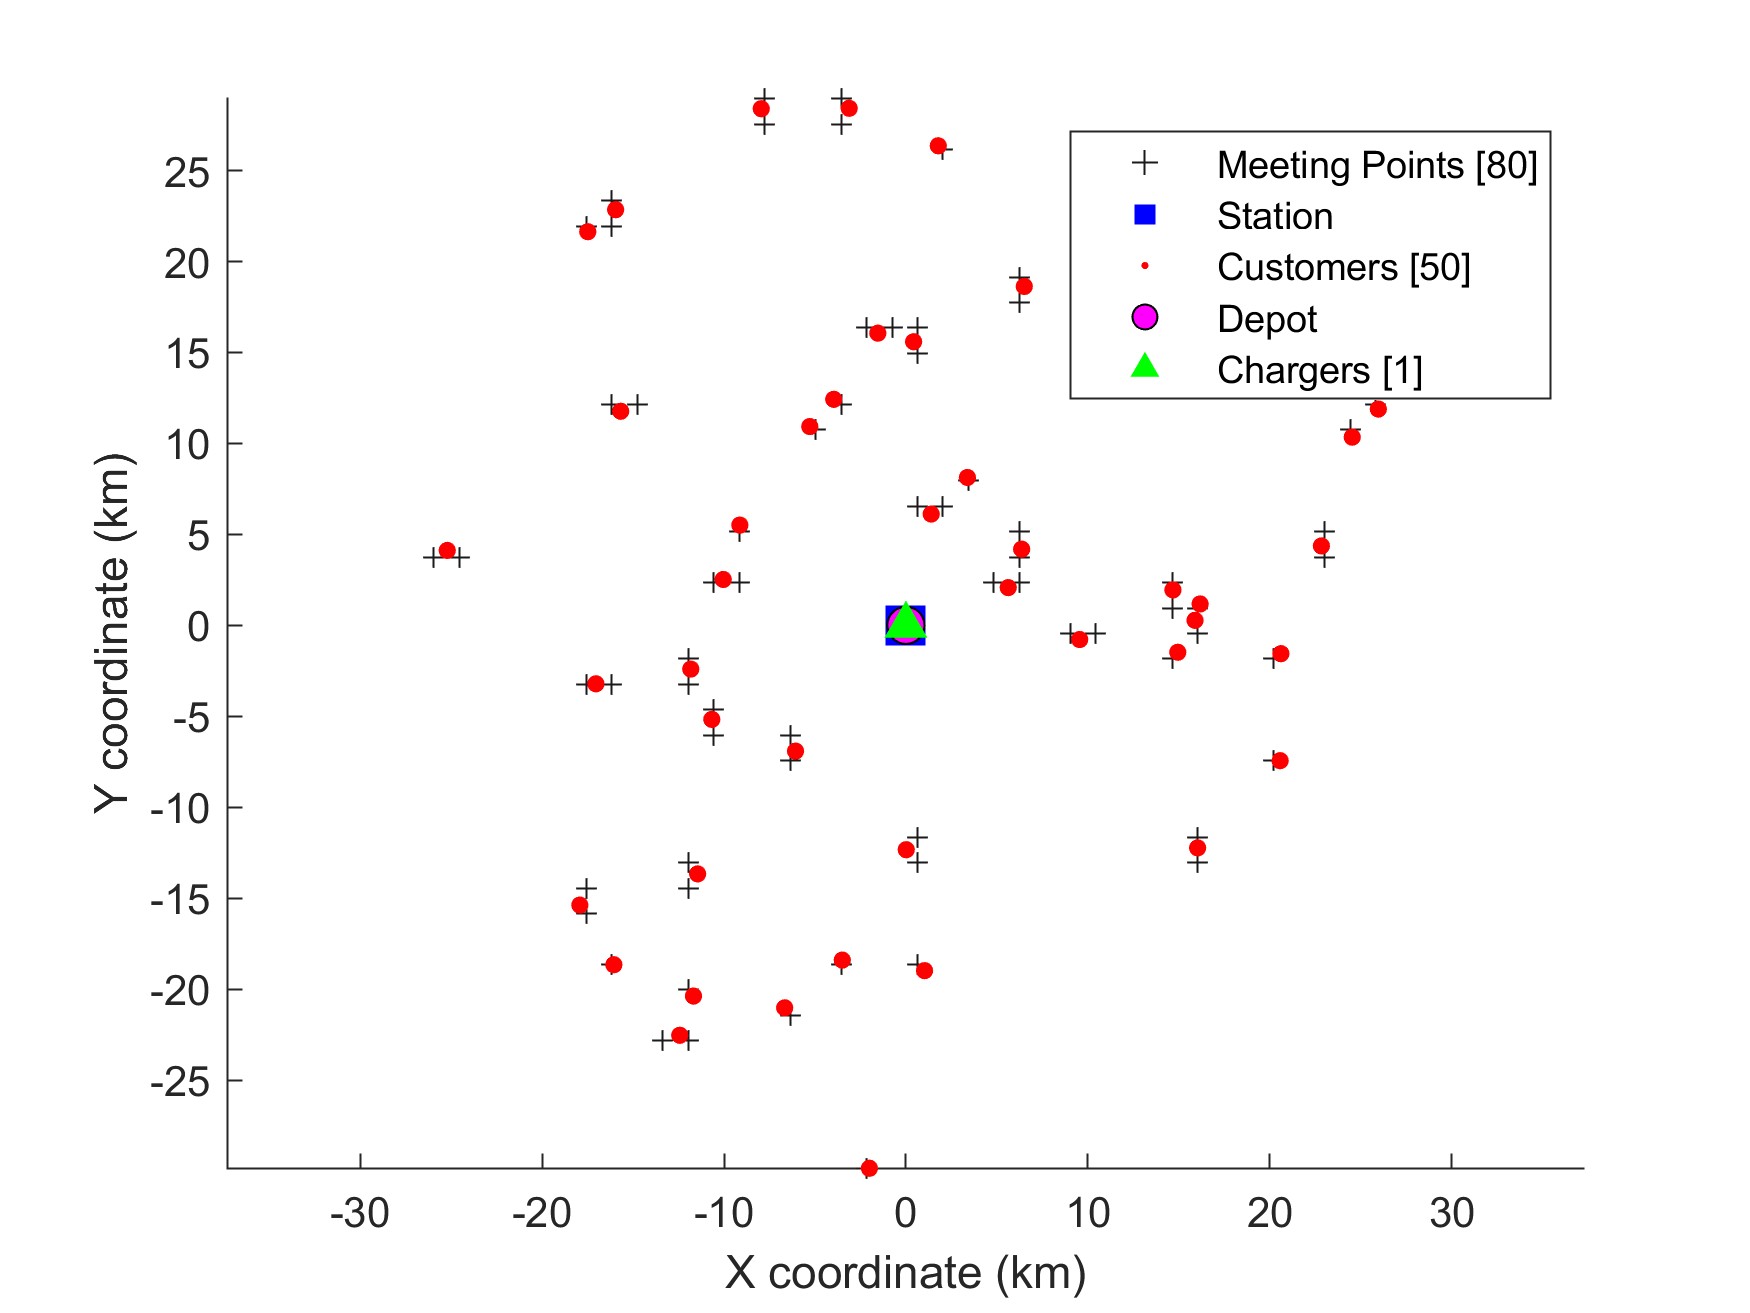 25
20
15
10
5
0
-5
-10
-15
-20
-25
Y coordinate (km)
Meeting Points [80]
Station
Customers [50]
Depot
Chargers [1]
-30
-20
-10
0
10
20
30
X coordinate (km)